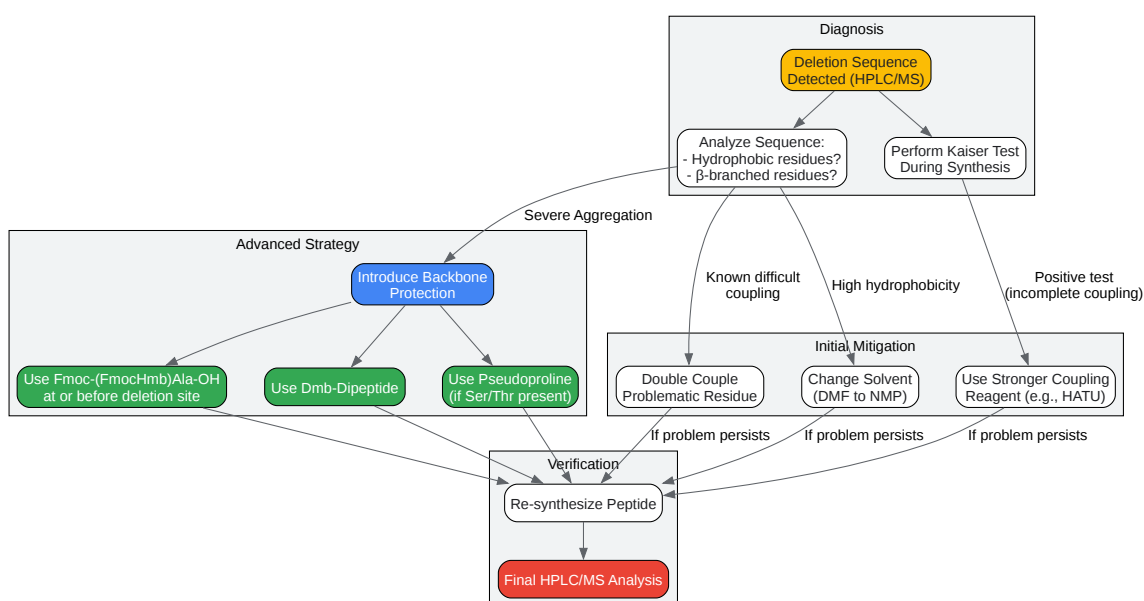 Diagnosis
Deletion Sequence
Detected (HPLC/MS)
Analyze Sequence:
- Hydrophobic residues?
- β-branched residues?
Perform Kaiser Test
During Synthesis
Severe Aggregation
Advanced Strategy
Introduce Backbone
Protection
Known difficult
coupling
High hydrophobicity
Positive test
(incomplete coupling)
Initial Mitigation
Use Fmoc-(FmocHmb)Ala-OH
at or before deletion site
Use Dmb-Dipeptide
Use Pseudoproline
(if Ser/Thr present)
Double Couple
Problematic Residue
Change Solvent
(DMF to NMP)
Use Stronger Coupling
Reagent (e.g., HATU)
If problem persists
If problem persists
If problem persists
Verification
Re-synthesize Peptide
Final HPLC/MS Analysis